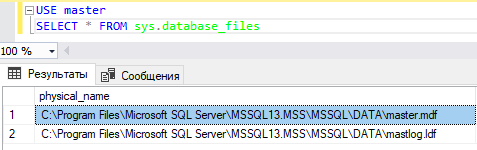 USE master
SELECT * FROM sys.database_files
100 %
Результаты Сообщения
physical_name
1 C:\Program Files\Microsoft SQL Server\MSSQL13.MSS\MSSQL\DATA\master.mdf
2 C:\Program Files\Microsoft SQL Server\MSSQL13.MSS\MSSQL\DATA\mastlog.ldf